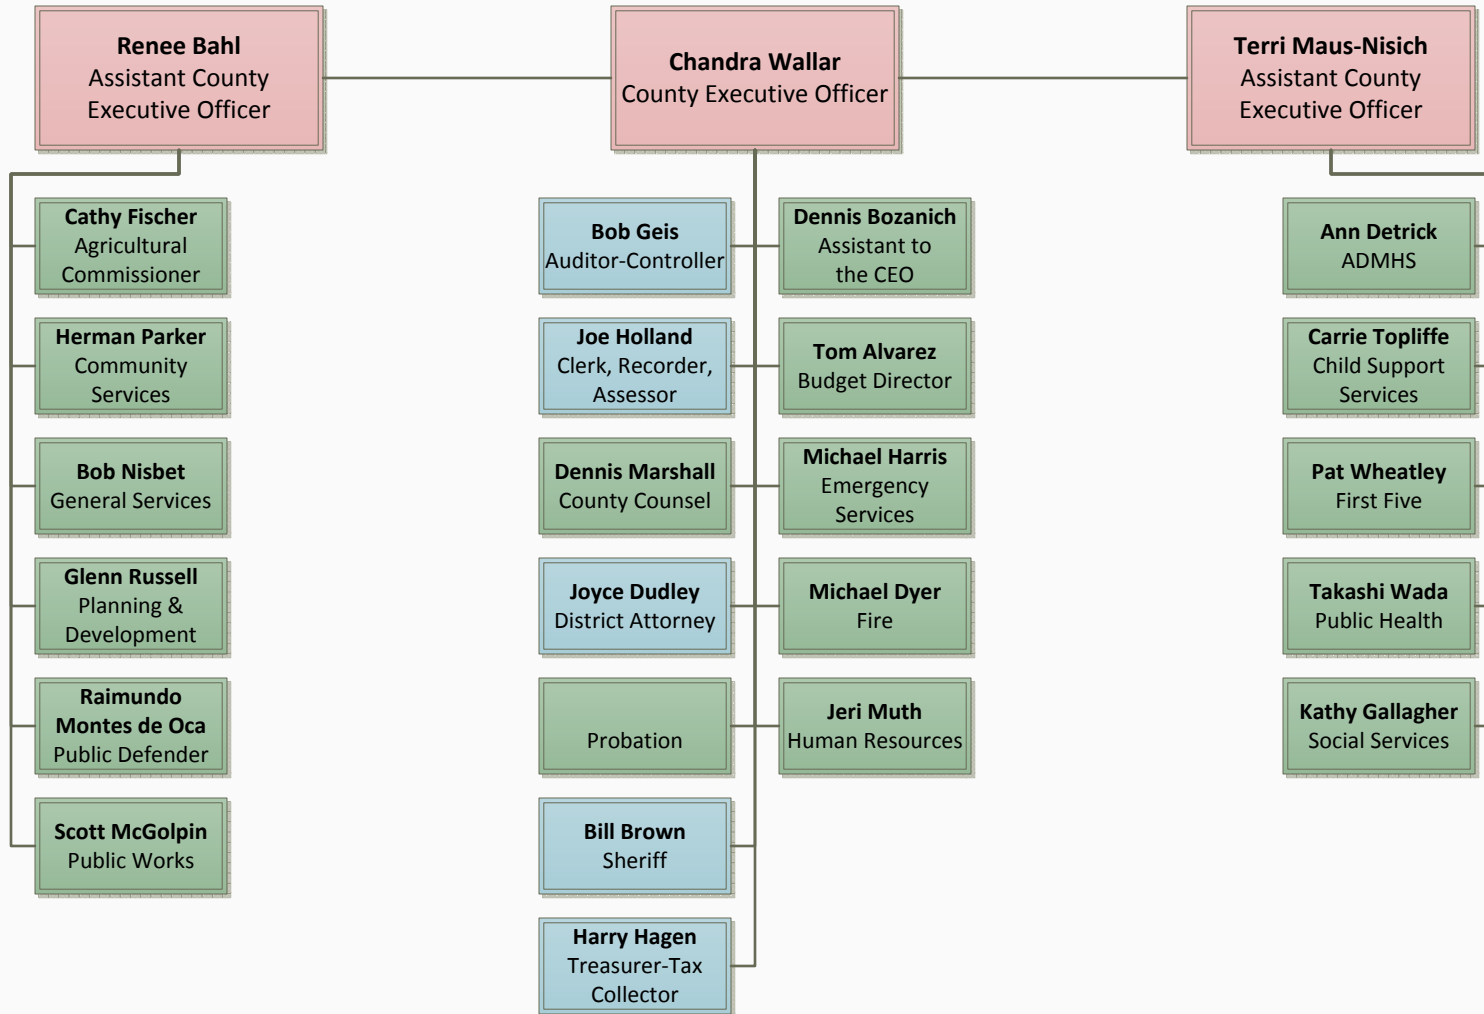 Renee Bahl
Assistant County
Executive Officer
Chandra Wallar
County Executive Officer
Terri Maus-Nisich
Assistant County
Executive Officer
Cathy Fischer
Agricultural
Commissioner
Herman Parker
Community
Services
Bob Nisbet
General Services
Glenn Russell
Planning &
Development
Raimundo
Montes de Oca
Public Defender
Scott McGolpin
Public Works
Bob Geis
Auditor-Controller
Joe Holland
Clerk, Recorder,
Assessor
Dennis Marshall
County Counsel
Joyce Dudley
District Attorney
Probation
Bill Brown
Sheriff
Harry Hagen
Treasurer-Tax
Collector
Dennis Bozanich
Assistant to
the CEO
Tom Alvarez
Budget Director
Michael Harris
Emergency
Services
Michael Dyer
Fire
Jeri Muth
Human Resources
Ann Detrick
ADMHS
Carrie Topliffe
Child Support
Services
Pat Wheatley
First Five
Takashi Wada
Public Health
Kathy Gallagher
Social Services